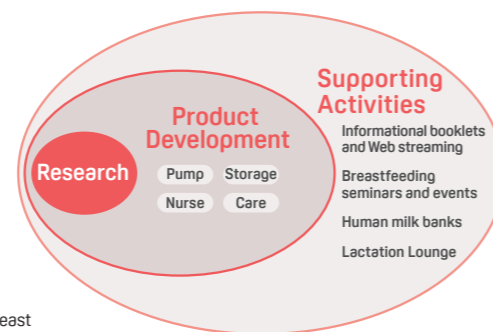 Research
Product
Development
Pump
Storage
Nurse
Care
Supporting
Activities
Informational booklets
and Web streaming
Breastfeeding
seminars and events
Human milk banks
Lactation Lounge
east